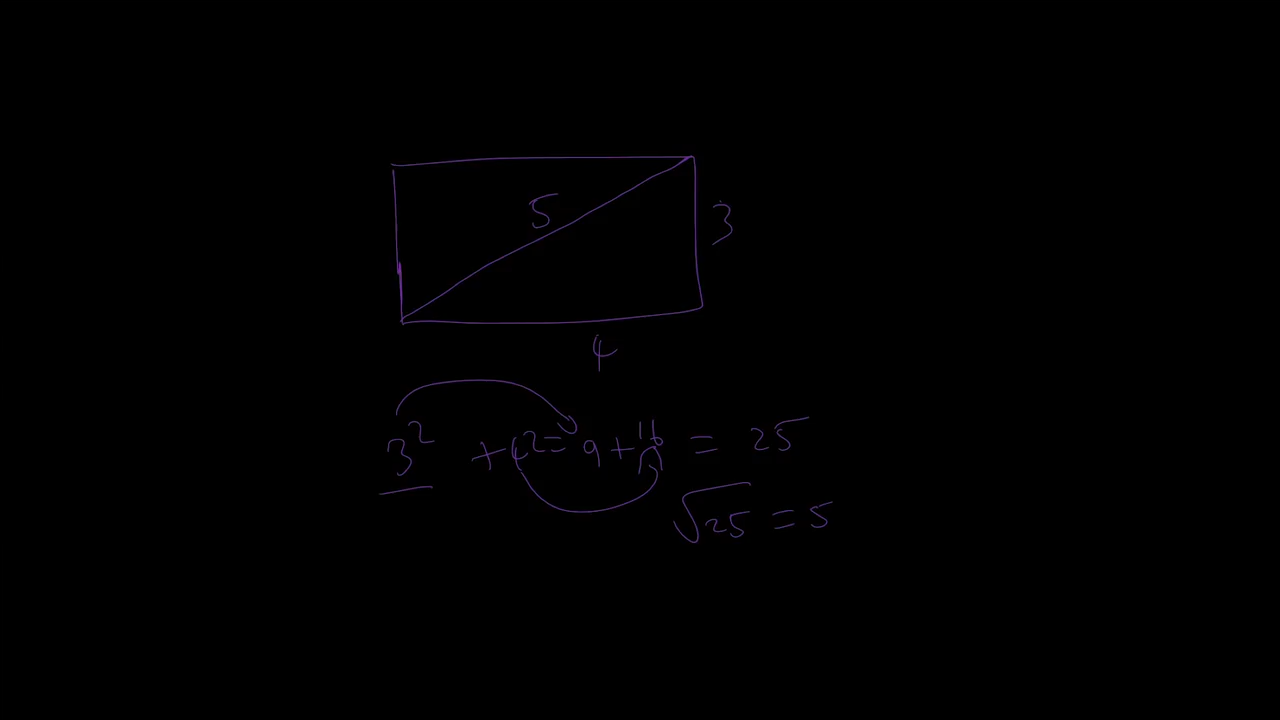 5
3
4
3² + 4² = 9 + 16 = 25
√25 = 5